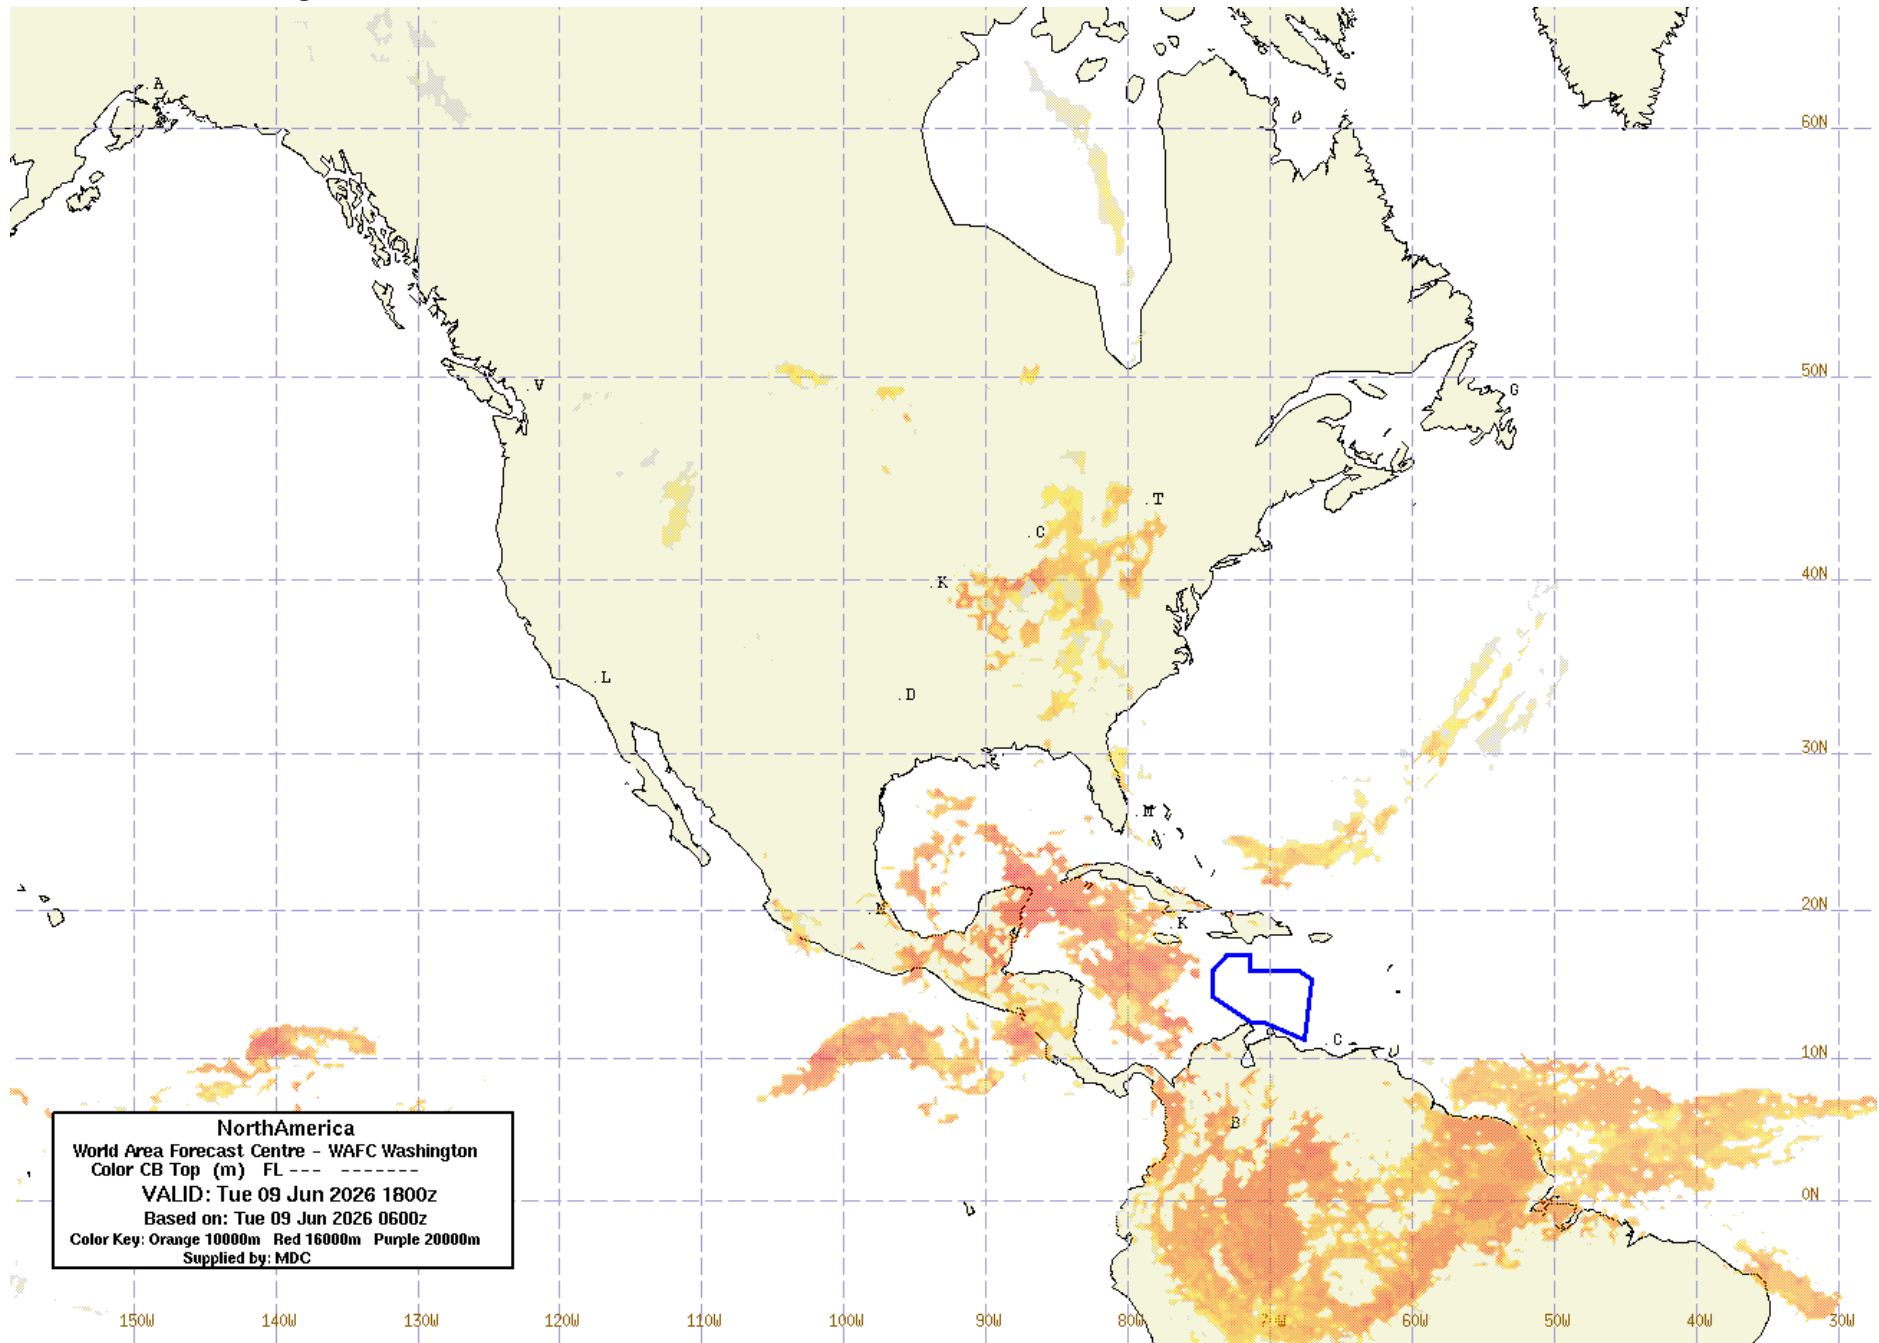 A
60N
50N
V
G
T
C
K
40N
L
D
30N
M
M
20N
K
C
10N
B
0N
NorthAmerica
World Area Forecast Centre - WAFC Washington
Color CB Top (m) FL --- -------
VALID: Tue 09 Jun 2026 1800z
Based on: Tue 09 Jun 2026 0600z
Color Key: Orange 10000m Red 16000m Purple 20000m
Supplied by: MDC
150W 140W 130W 120W 110W 100W 90W 80W 70W 60W 50W 40W 30W